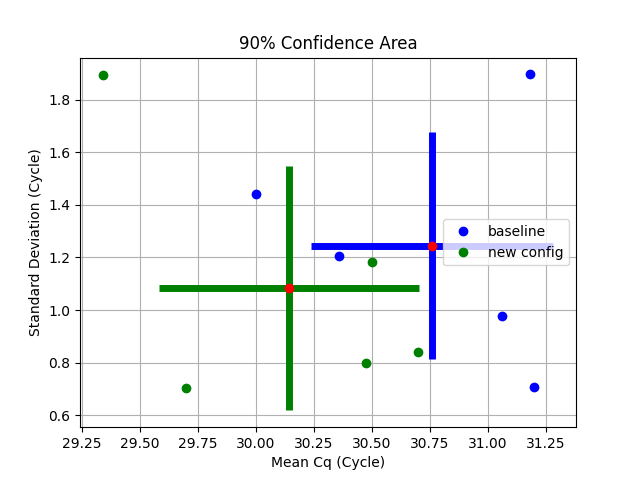 90% Confidence Area
Standard Deviation (Cycle)
1.8
1.6
1.4
1.2
1.0
0.8
0.6
baseline
new config
29.25 29.50 29.75 30.00 30.25 30.50 30.75 31.00 31.25
Mean Cq (Cycle)